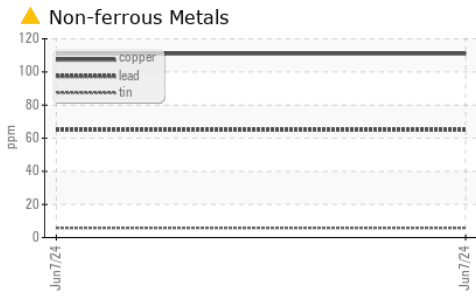 Non-ferrous Metals
120
100
80
60
40
20
0
ppm
copper
lead
tin
Jun7/24
Jun7/24